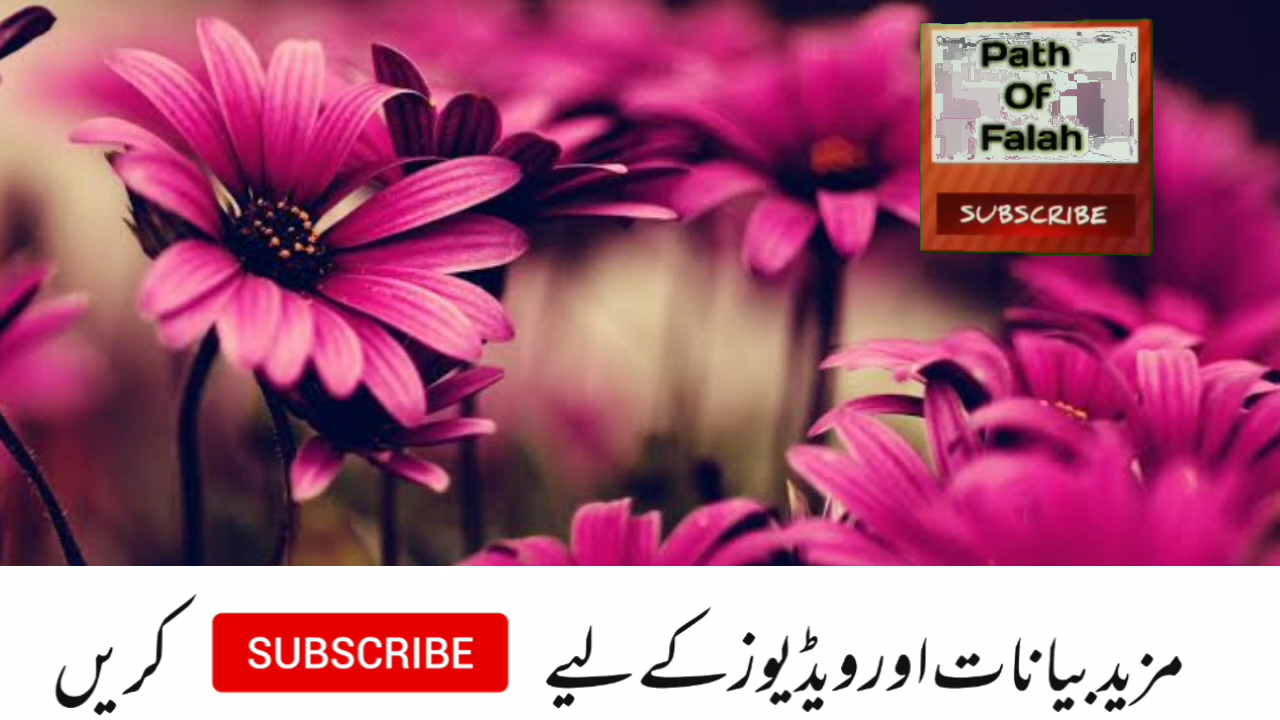 Path
Of
Falah
SUBSCRIBE
مزید بیانات اور ویڈیوز کے لیے SUBSCRIBE کریں